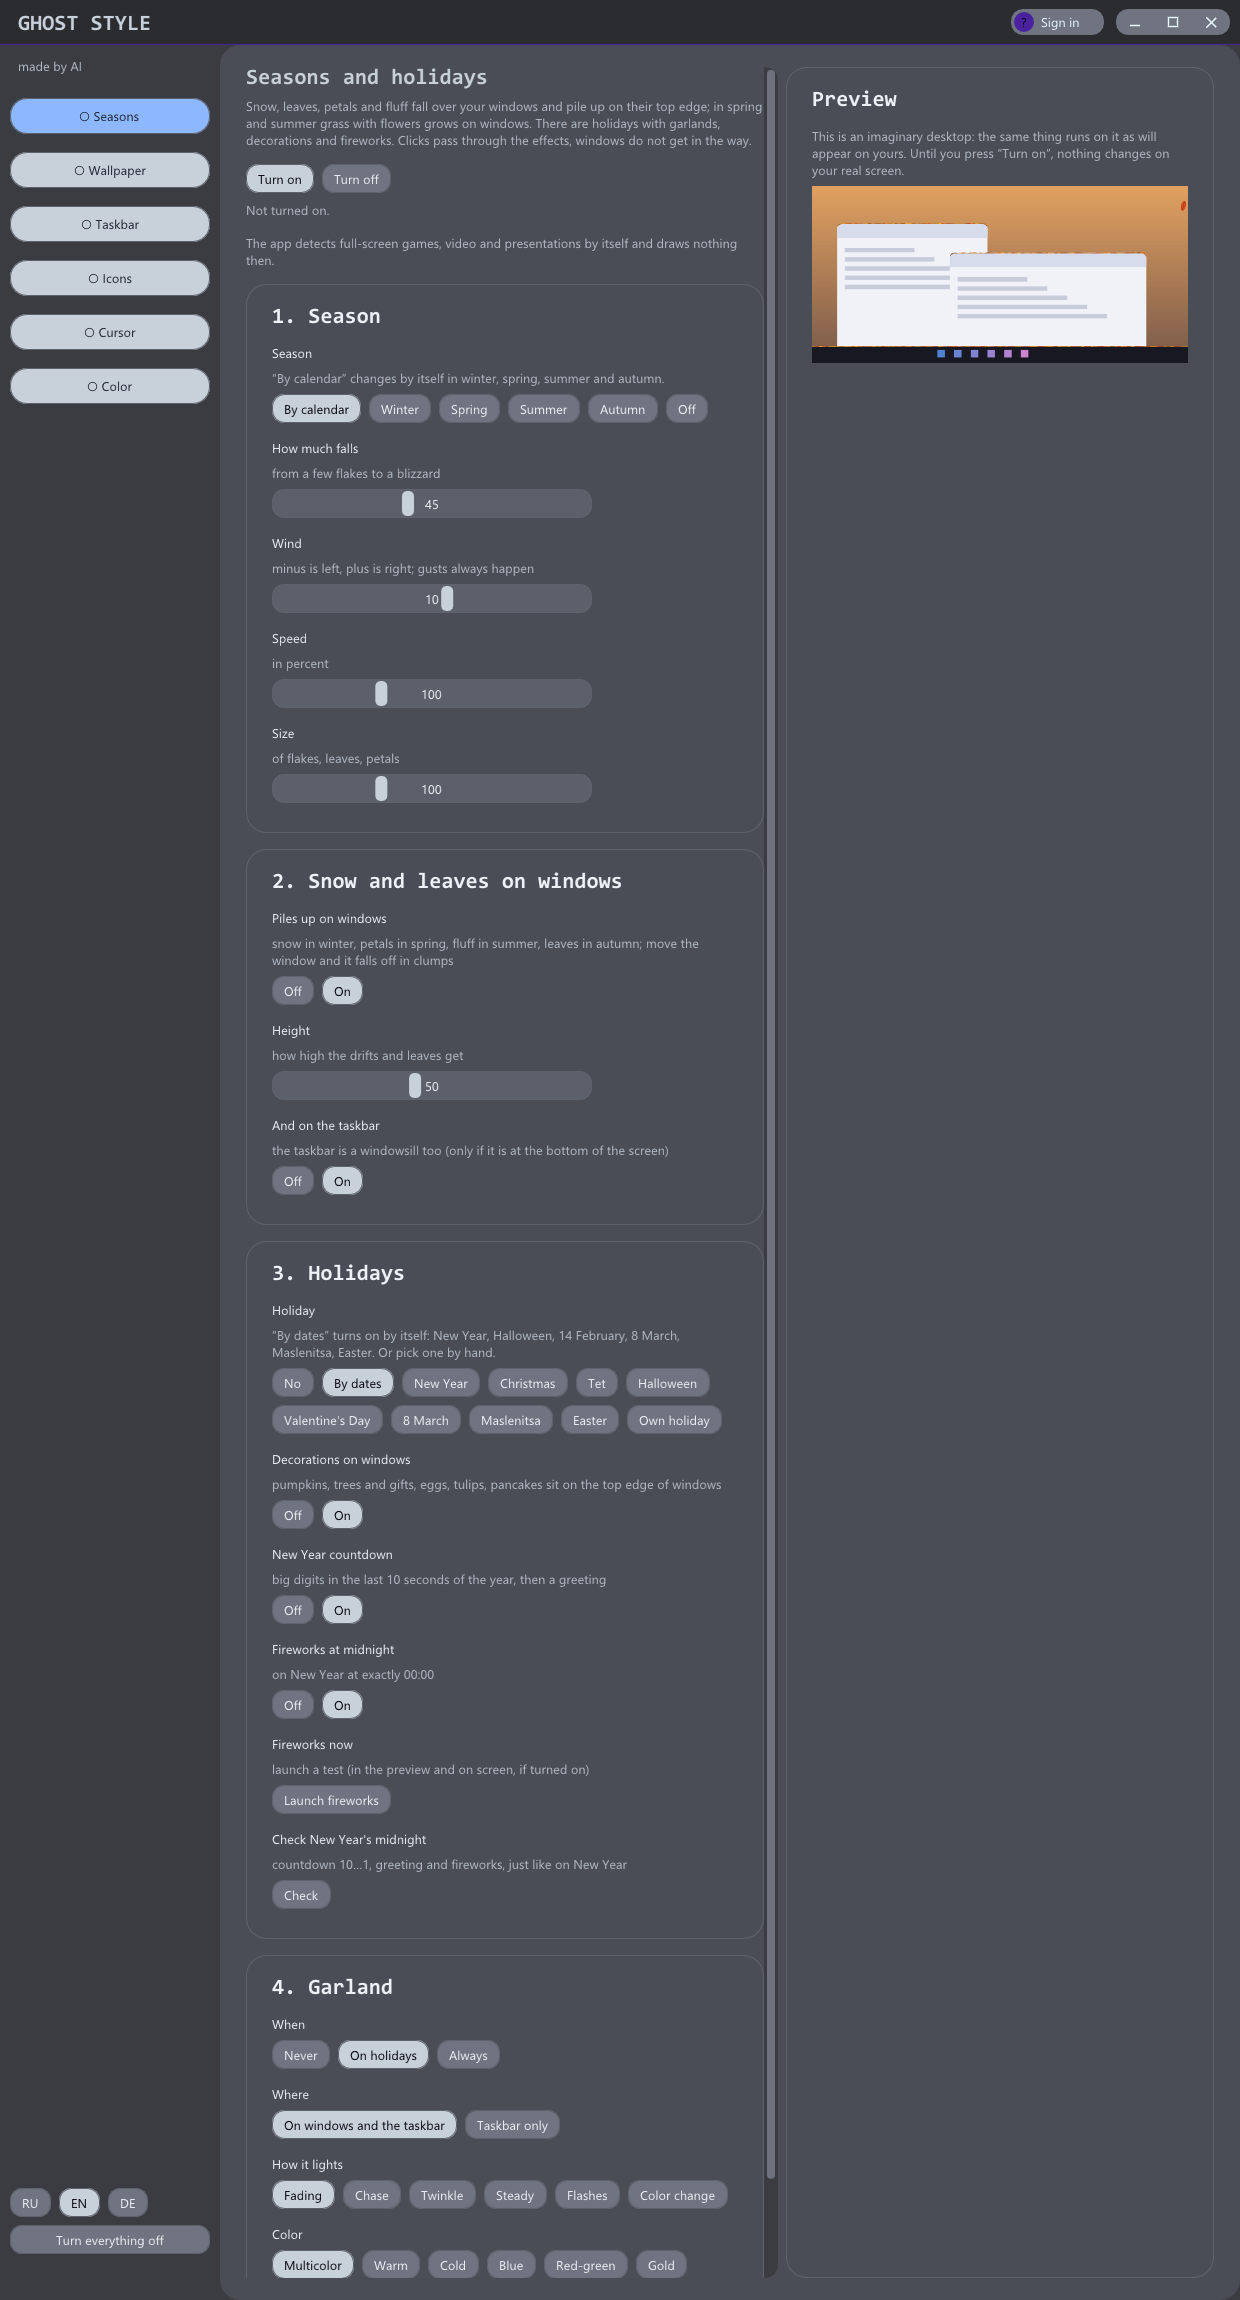 GHOST STYLE
? Sign in
made by AI
Seasons
Wallpaper
Taskbar
Icons
Cursor
Color
RU EN DE
Turn everything off
Seasons and holidays
Snow, leaves, petals and fluff fall over your windows and pile up on their top edge; in spring
and summer grass with flowers grows on windows. There are holidays with garlands,
decorations and fireworks. Clicks pass through the effects, windows do not get in the way.
Turn on Turn off
Not turned on.
The app detects full-screen games, video and presentations by itself and draws nothing
then.
1. Season
Season
“By calendar” changes by itself in winter, spring, summer and autumn.
By calendar Winter Spring Summer Autumn Off
How much falls
from a few flakes to a blizzard
45
Wind
minus is left, plus is right; gusts always happen
10
Speed
in percent
100
Size
of flakes, leaves, petals
100
2. Snow and leaves on windows
Piles up on windows
snow in winter, petals in spring, fluff in summer, leaves in autumn; move the
window and it falls off in clumps
Off On
Height
how high the drifts and leaves get
50
And on the taskbar
the taskbar is a windowsill too (only if it is at the bottom of the screen)
Off On
3. Holidays
Holiday
“By dates” turns on by itself: New Year, Halloween, 14 February, 8 March,
Maslenitsa, Easter. Or pick one by hand.
No By dates New Year Christmas Tet Halloween
Valentine's Day 8 March Maslenitsa Easter Own holiday
Decorations on windows
pumpkins, trees and gifts, eggs, tulips, pancakes sit on the top edge of windows
Off On
New Year countdown
big digits in the last 10 seconds of the year, then a greeting
Off On
Fireworks at midnight
on New Year at exactly 00:00
Off On
Fireworks now
launch a test (in the preview and on screen, if turned on)
Launch fireworks
Check New Year's midnight
countdown 10…1, greeting and fireworks, just like on New Year
Check
4. Garland
When
Never On holidays Always
Where
On windows and the taskbar Taskbar only
How it lights
Fading Chase Twinkle Steady Flashes Color change
Color
Multicolor Warm Cold Blue Red-green Gold
Preview
This is an imaginary desktop: the same thing runs on it as will
appear on yours. Until you press “Turn on”, nothing changes on
your real screen.